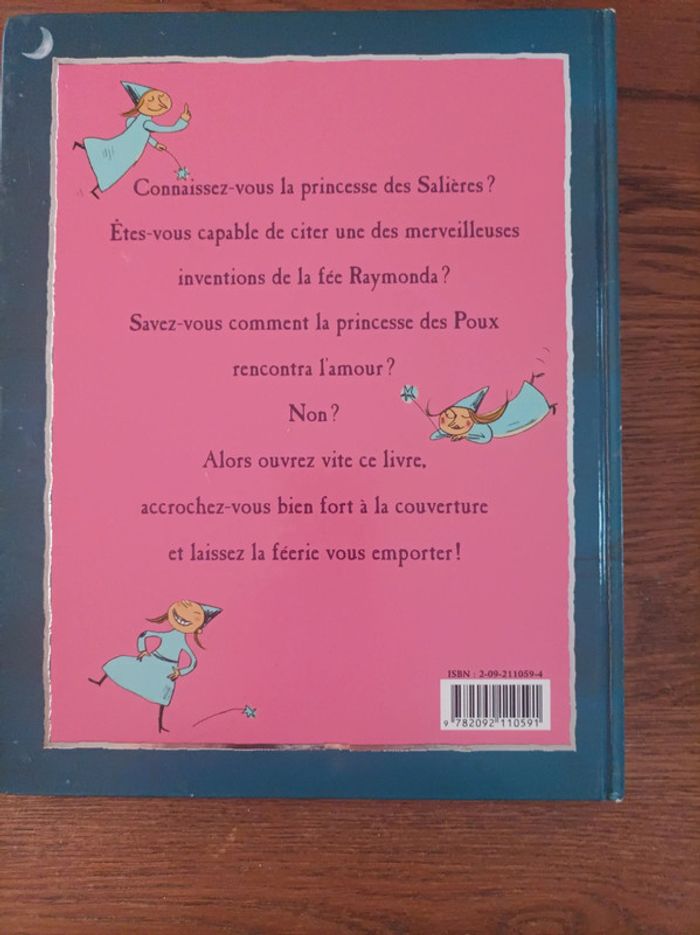 Connaissez-vous la princesse des Salières ?
Êtes-vous capable de citer une des merveilleuses
inventions de la fée Raymonda ?
Savez-vous comment la princesse des Poux
rencontra l'amour ?
Non ?
Alors ouvrez vite ce livre,
accrochez-vous bien fort à la couverture
et laissez la féerie vous emporter !
ISBN : 2-09-211059-4
9 782092 110591